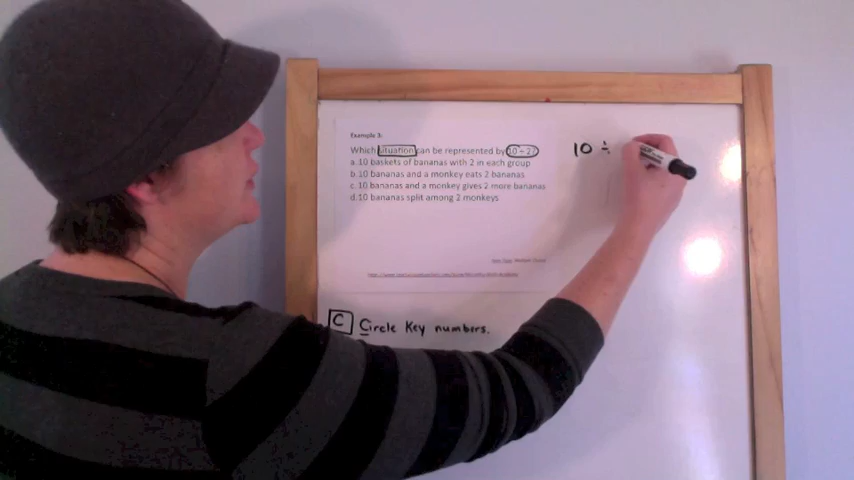 Example 3:
Which situation can be represented by 10 ÷ 2?
a.10 baskets of bananas with 2 in each group
b.10 bananas and a monkey eats 2 bananas
c. 10 bananas and a monkey gives 2 more bananas
d.10 bananas split among 2 monkeys
10 ÷
C Circle Key numbers.